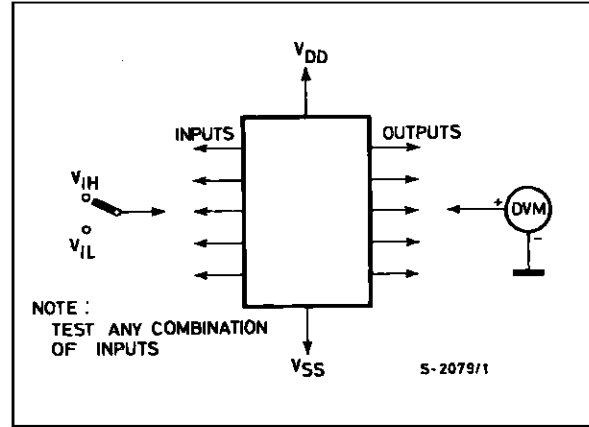 VDD
INPUTS
OUTPUTS
VIH
VIL
+
DVM
-
NOTE :
TEST ANY COMBINATION
OF INPUTS
VSS
S-2079/1